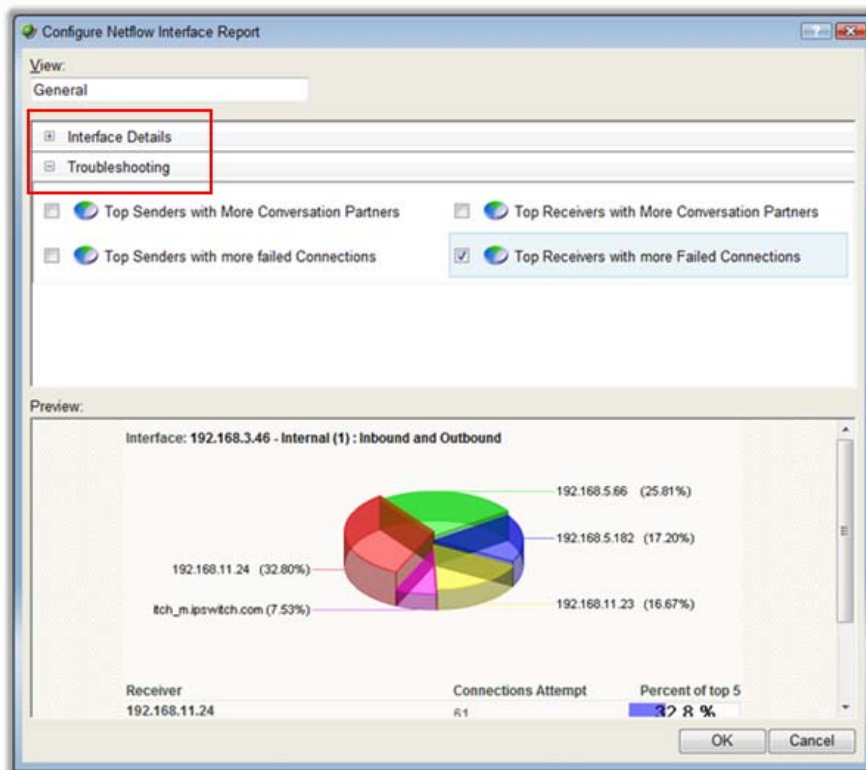 Configure Netflow Interface Report
View:
General
Interface Details
Troubleshooting
Top Senders with More Conversation Partners
Top Receivers with More Conversation Partners
Top Senders with more failed Connections
Top Receivers with more Failed Connections
Preview:
Interface: 192.168.3.46 - Internal (1) : Inbound and Outbound
192.168.5.66 (25.81%)
192.168.5.182 (17.20%)
192.168.11.24 (32.80%)
itch_m.ipswitch.com (7.53%)
192.168.11.23 (16.67%)
Receiver Connections Attempt Percent of top 5
192.168.11.24 61 32.8 %
OK Cancel